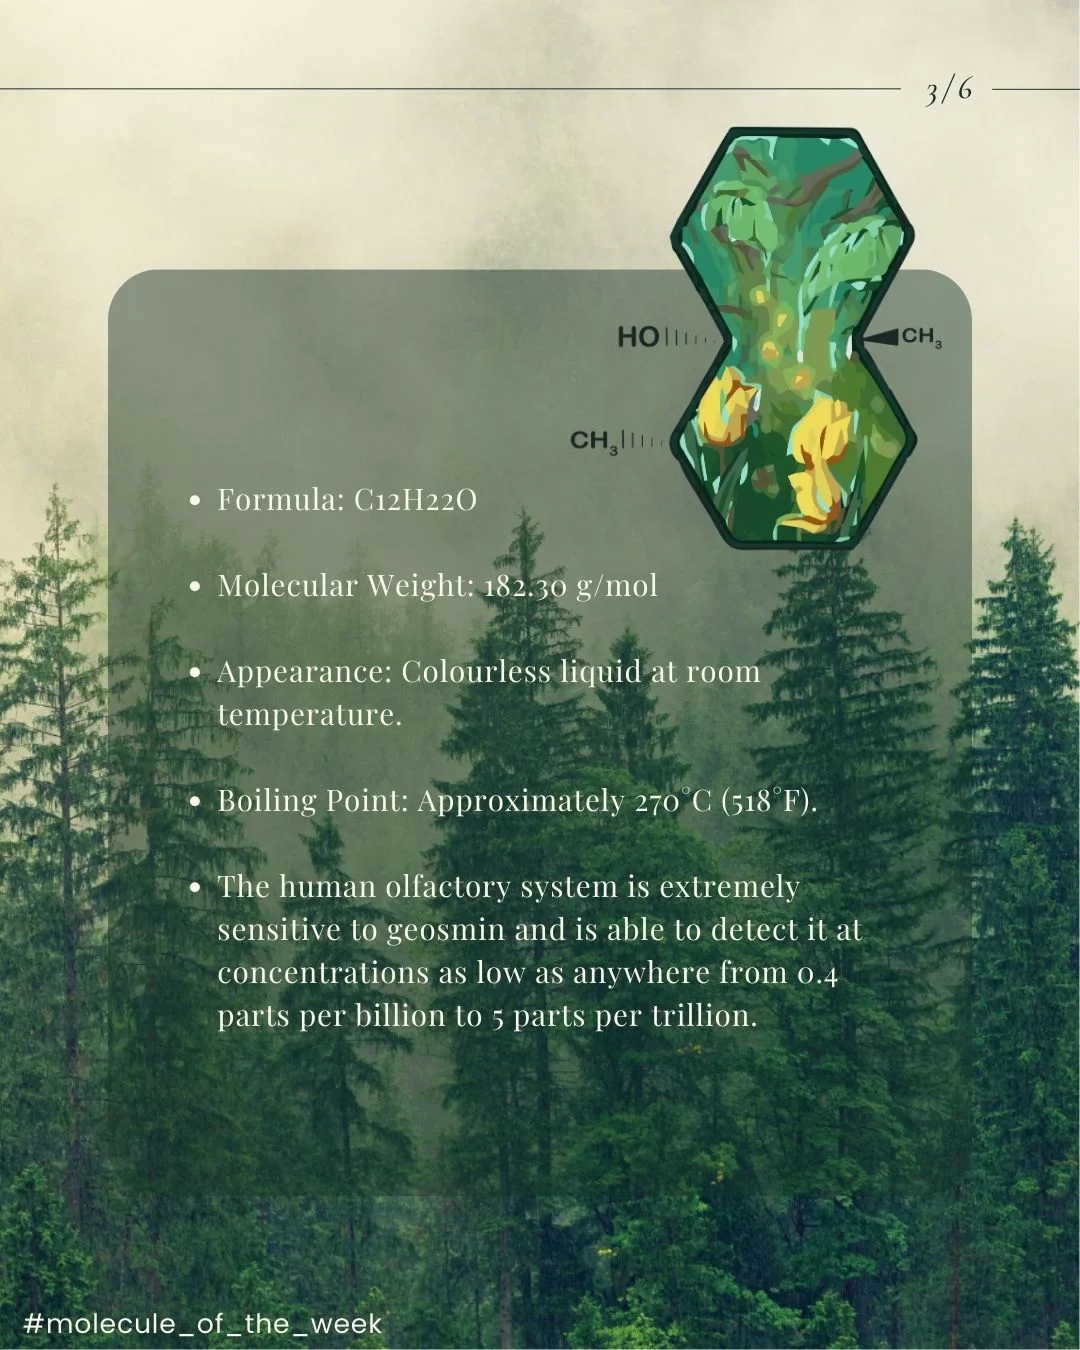 3/6
HO
CH3
CH3
• Formula: C12H22O
• Molecular Weight: 182.30 g/mol
• Appearance: Colourless liquid at room
temperature.
• Boiling Point: Approximately 270°C (518°F).
• The human olfactory system is extremely
sensitive to geosmin and is able to detect it at
concentrations as low as anywhere from 0.4
parts per billion to 5 parts per trillion.
#molecule_of_the_week